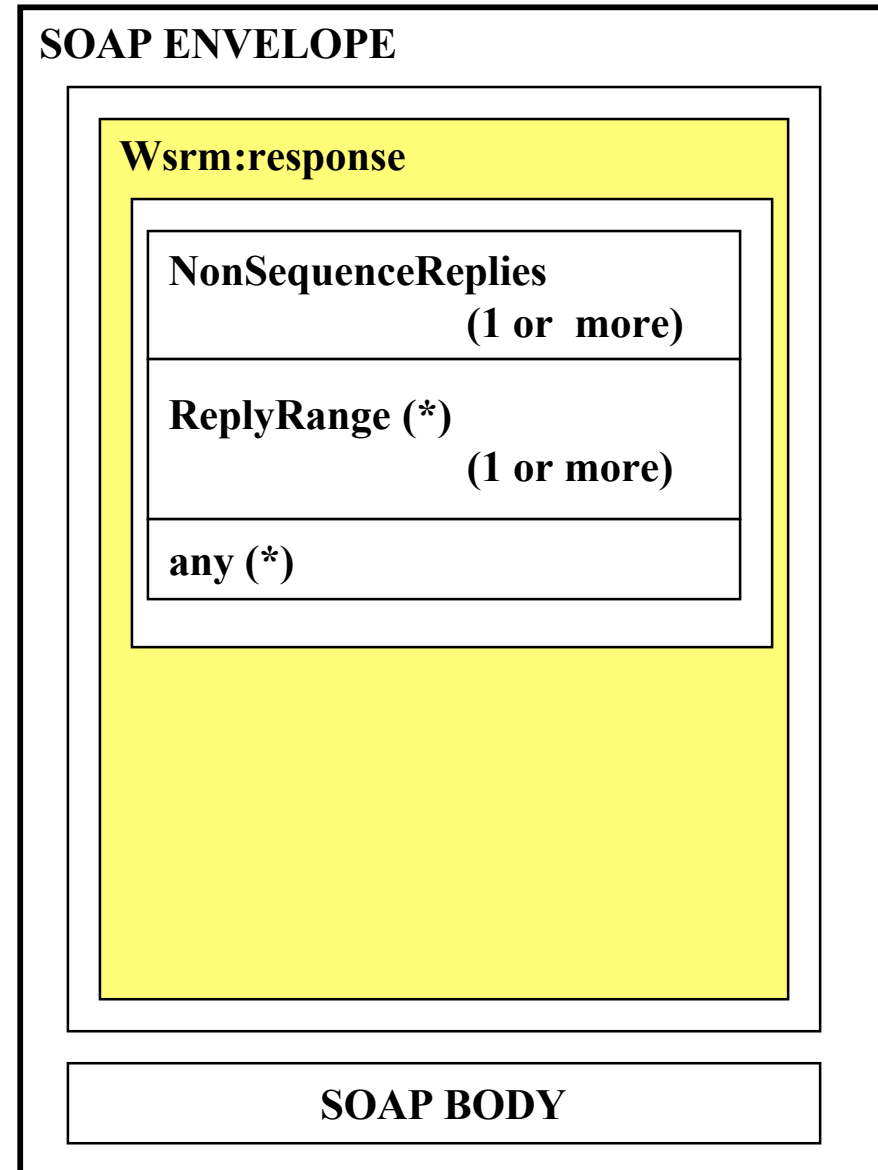 SOAP ENVELOPE
Wsrm:response
NonSequenceReplies
(1 or more)
ReplyRange (*)
(1 or more)
any (*)
SOAP BODY